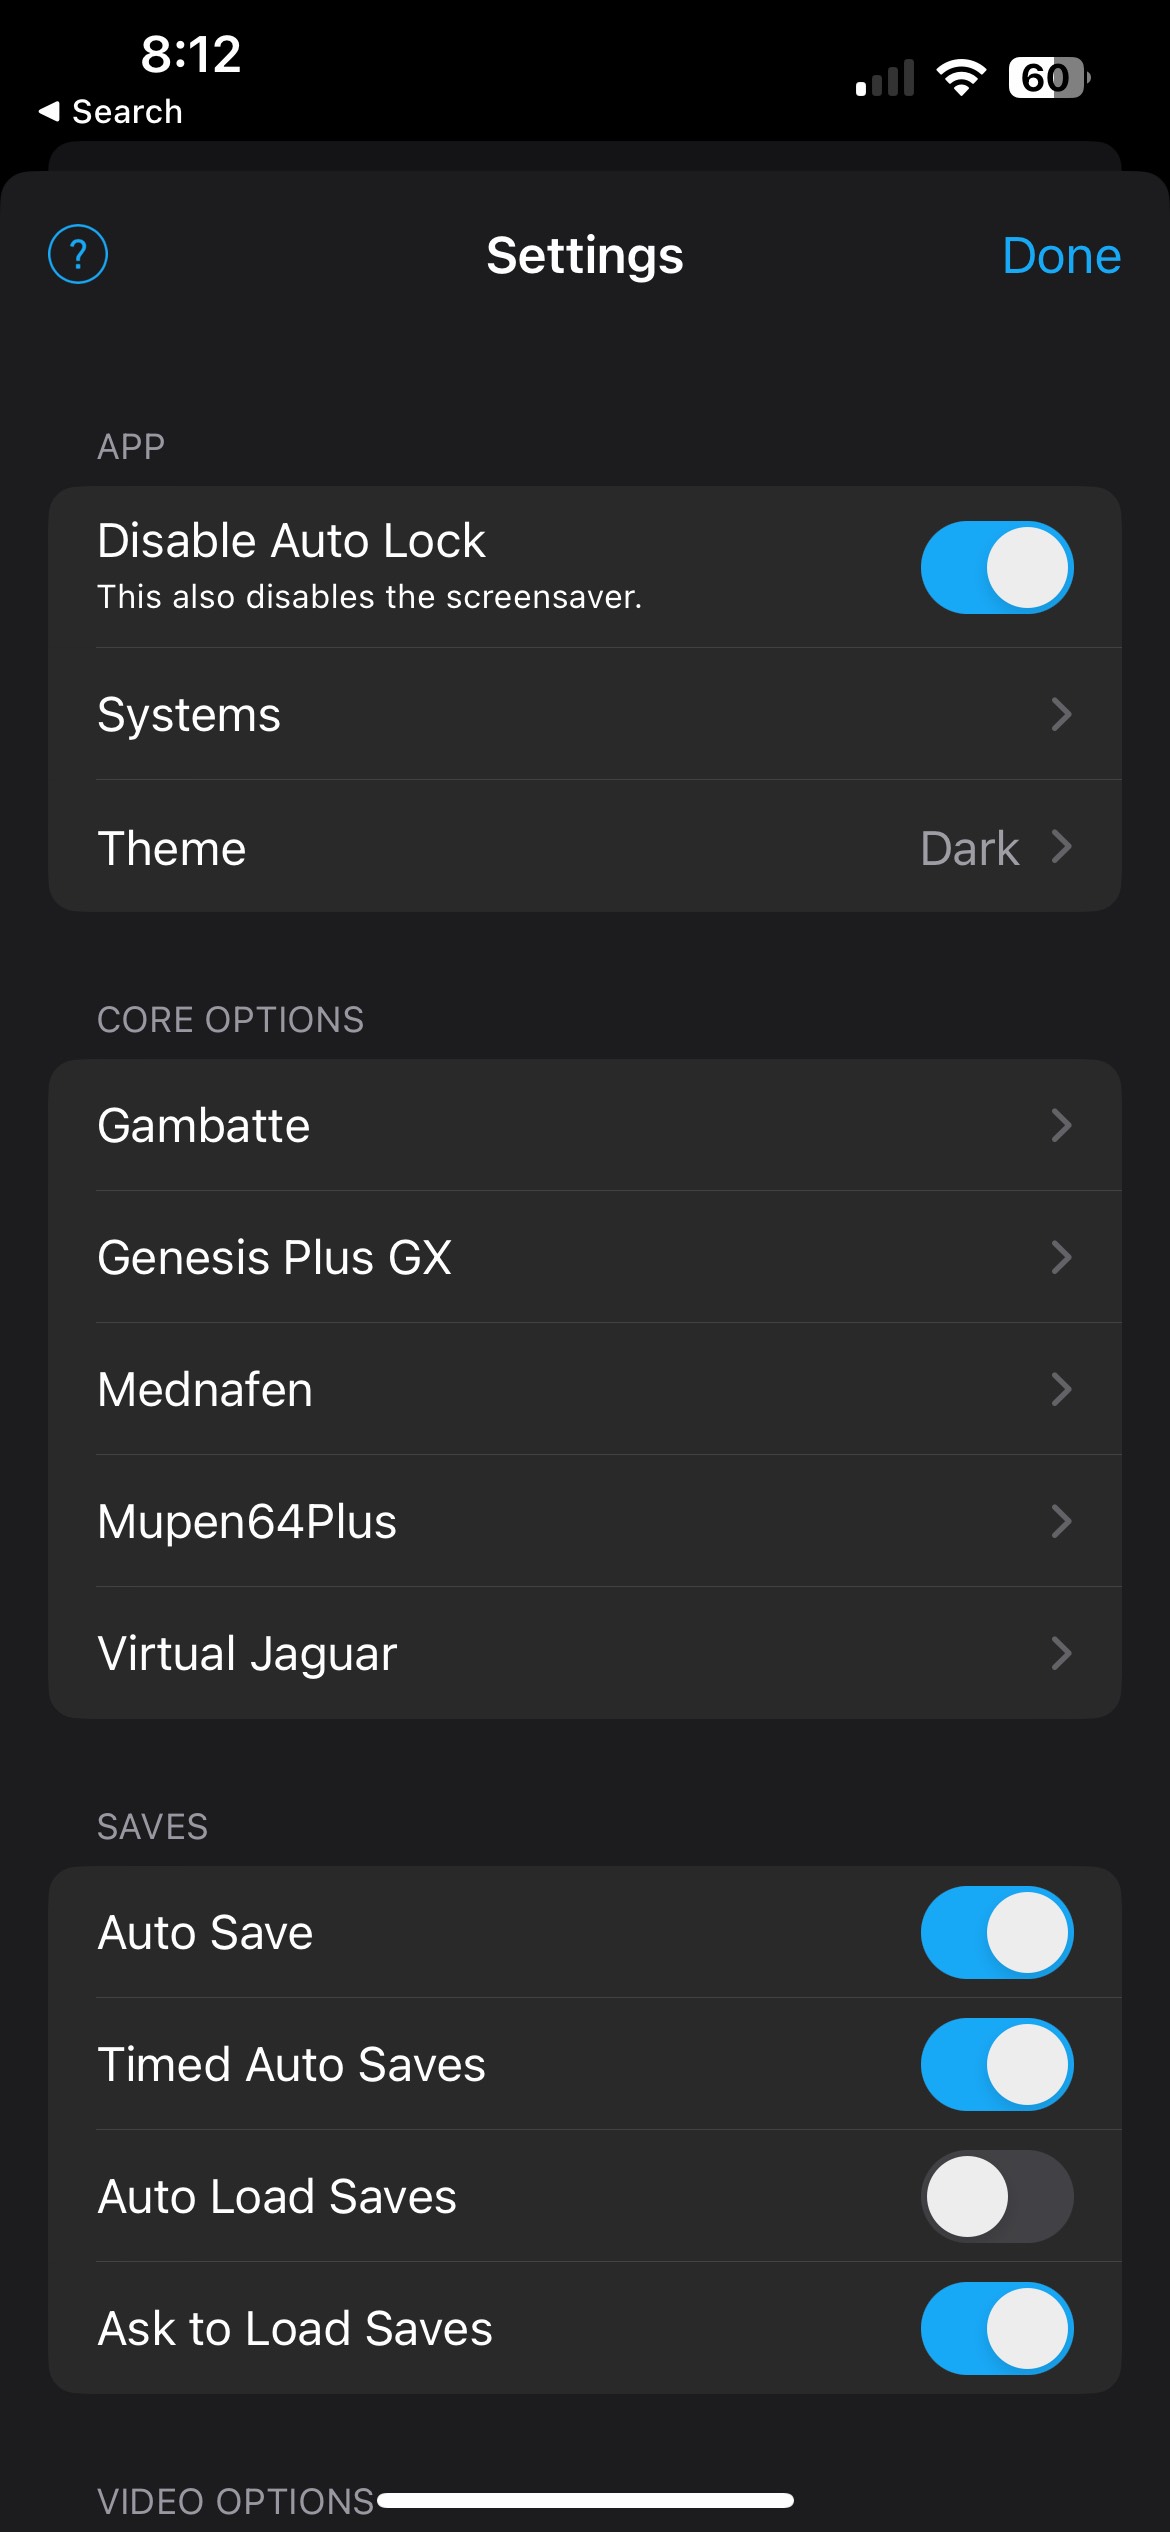 8:12
60
◀ Search
?
Settings
Done
APP
Disable Auto Lock
This also disables the screensaver.
Systems
Theme
Dark
CORE OPTIONS
Gambatte
Genesis Plus GX
Mednafen
Mupen64Plus
Virtual Jaguar
SAVES
Auto Save
Timed Auto Saves
Auto Load Saves
Ask to Load Saves
VIDEO OPTIONS